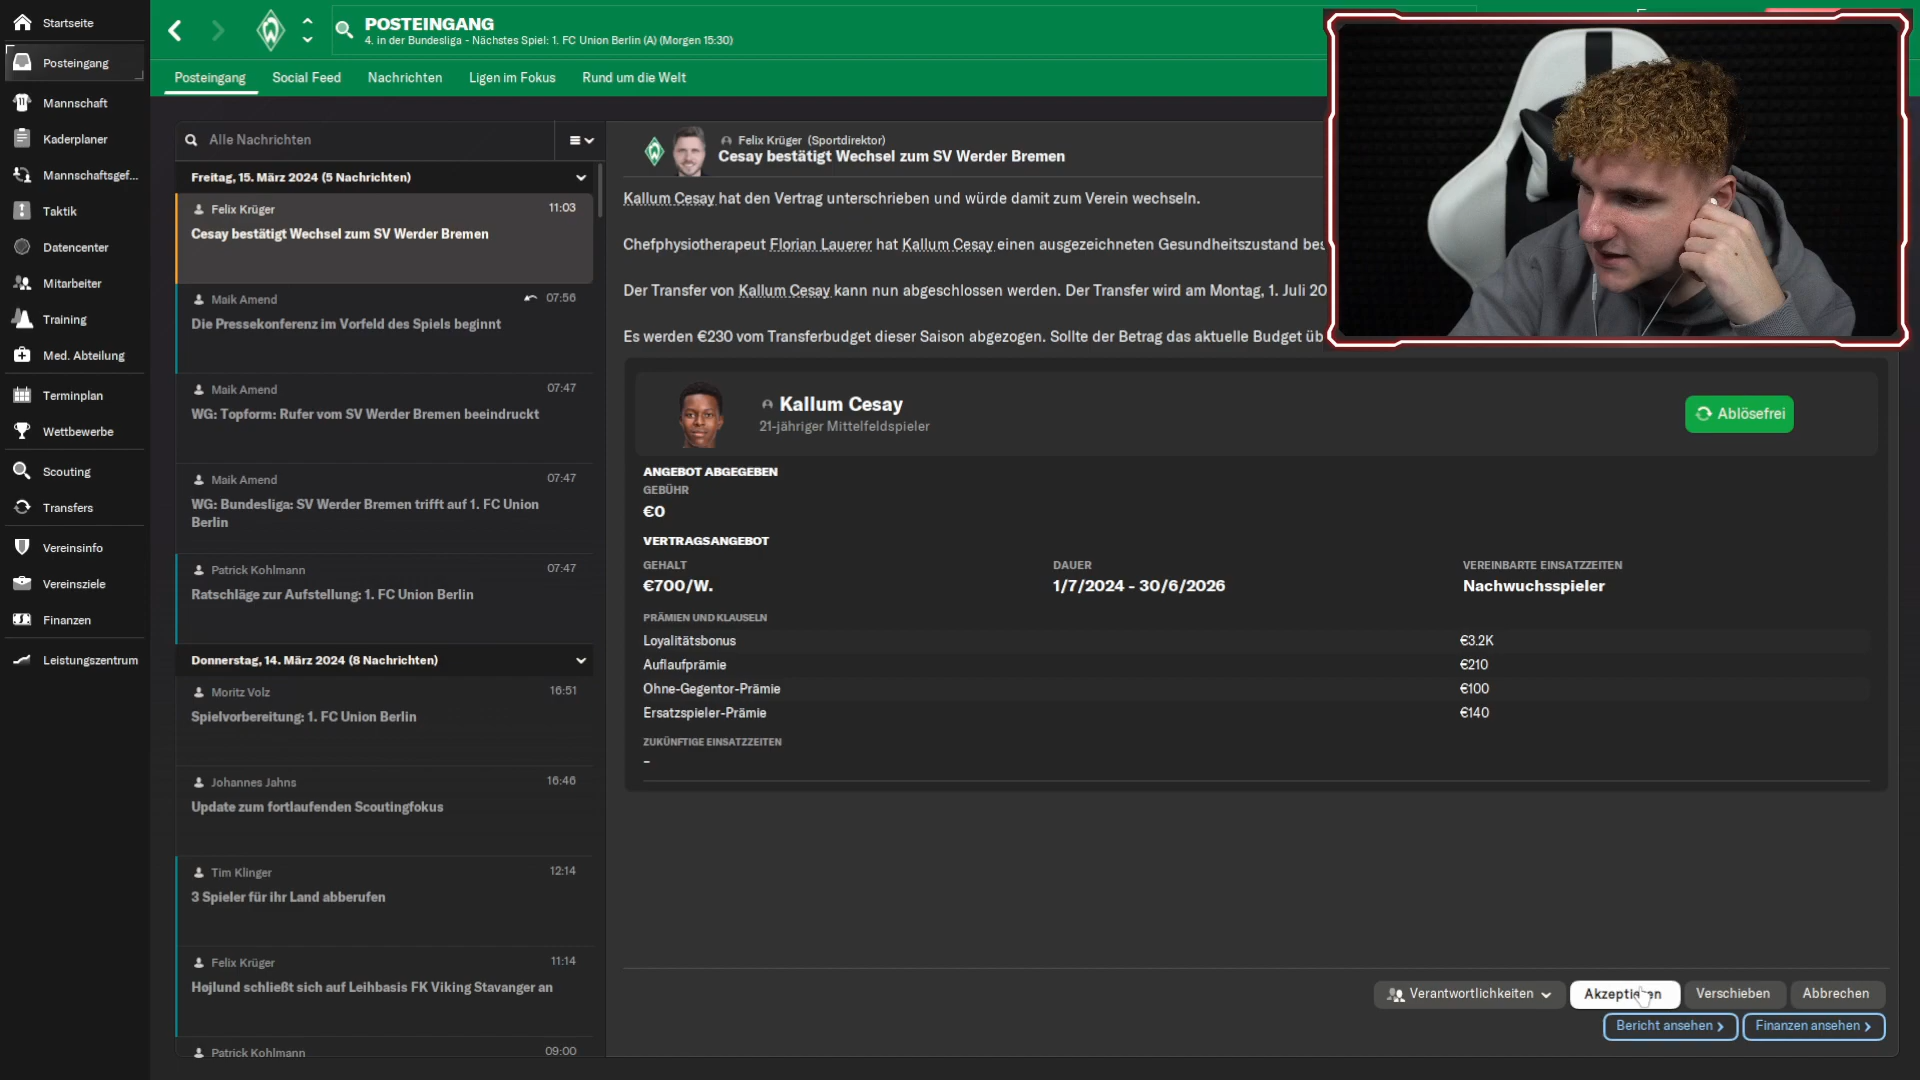 Startseite
Posteingang
Mannschaft
Kaderplaner
Mannschaftsgef...
Taktik
Datencenter
Mitarbeiter
Training
Med. Abteilung
Terminplan
Wettbewerbe
Scouting
Transfers
Vereinsinfo
Vereinsziele
Finanzen
Leistungszentrum
POSTEINGANG
4. in der Bundesliga - Nächstes Spiel: 1. FC Union Berlin (A) (Morgen 15:30)
Posteingang Social Feed Nachrichten Ligen im Fokus Rund um die Welt
Alle Nachrichten
Freitag, 15. März 2024 (5 Nachrichten)
Felix Krüger 11:03
Cesay bestätigt Wechsel zum SV Werder Bremen
Maik Amend 07:56
Die Pressekonferenz im Vorfeld des Spiels beginnt
Maik Amend 07:47
WG: Topform: Rufer vom SV Werder Bremen beeindruckt
Maik Amend 07:47
WG: Bundesliga: SV Werder Bremen trifft auf 1. FC Union
Berlin
Patrick Kohlmann 07:47
Ratschläge zur Aufstellung: 1. FC Union Berlin
Donnerstag, 14. März 2024 (8 Nachrichten)
Moritz Volz 16:51
Spielvorbereitung: 1. FC Union Berlin
Johannes Jahns 16:46
Update zum fortlaufenden Scoutingfokus
Tim Klinger 12:14
3 Spieler für ihr Land abberufen
Felix Krüger 11:14
Højlund schließt sich auf Leihbasis FK Viking Stavanger an
Patrick Kohlmann 09:00
Felix Krüger (Sportdirektor)
Cesay bestätigt Wechsel zum SV Werder Bremen
Kallum Cesay hat den Vertrag unterschrieben und würde damit zum Verein wechseln.
Chefphysiotherapeut Florian Lauerer hat Kallum Cesay einen ausgezeichneten Gesundheitszustand bes
Der Transfer von Kallum Cesay kann nun abgeschlossen werden. Der Transfer wird am Montag, 1. Juli 20
Es werden €230 vom Transferbudget dieser Saison abgezogen. Sollte der Betrag das aktuelle Budget üb
Kallum Cesay
21-jähriger Mittelfeldspieler
Ablösefrei
ANGEBOT ABGEGEBEN
GEBÜHR
€0
VERTRAGSANGEBOT
GEHALT DAUER VEREINBARTE EINSATZZEITEN
€700/W. 1/7/2024 - 30/6/2026 Nachwuchsspieler
PRÄMIEN UND KLAUSELN
Loyalitätsbonus €3.2K
Auflaufprämie €210
Ohne-Gegentor-Prämie €100
Ersatzspieler-Prämie €140
ZUKÜNFTIGE EINSATZZEITEN
-
Verantwortlichkeiten Akzeptieren Verschieben Abbrechen
Bericht ansehen Finanzen ansehen